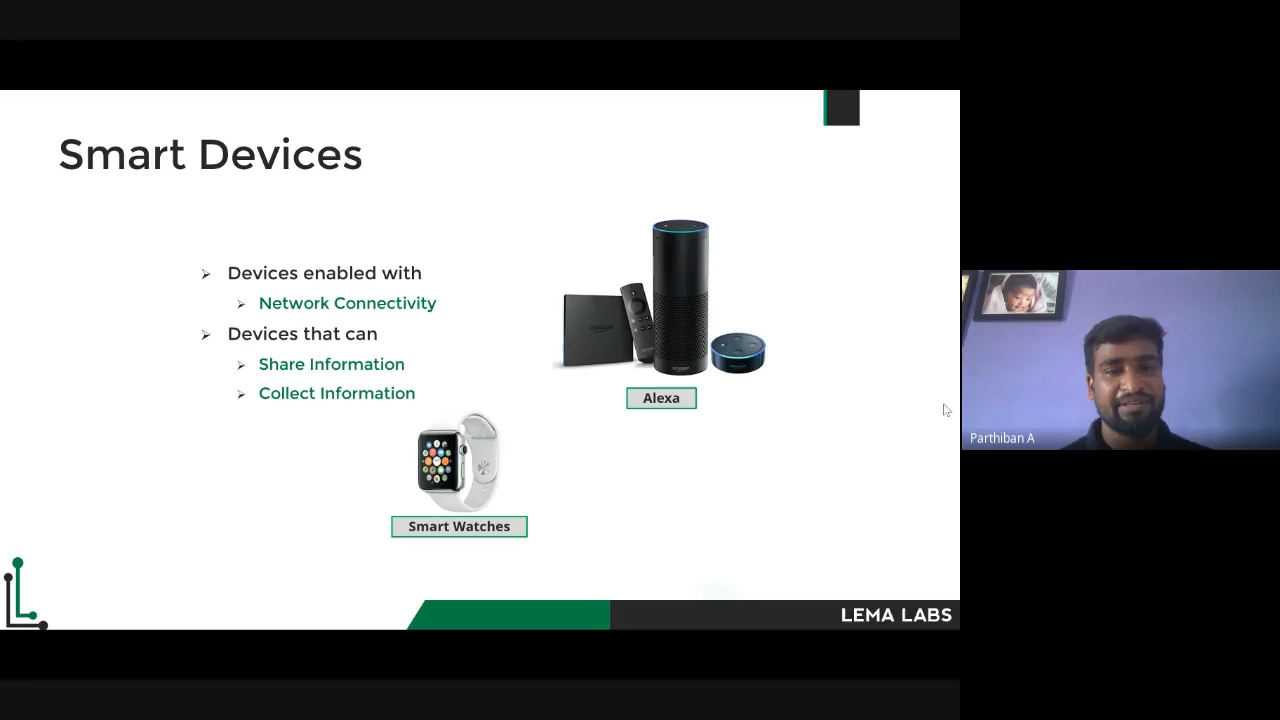 Smart Devices
Devices enabled with
Network Connectivity
Devices that can
Share Information
Collect Information
Alexa
Smart Watches
LEMA LABS
Parthiban A